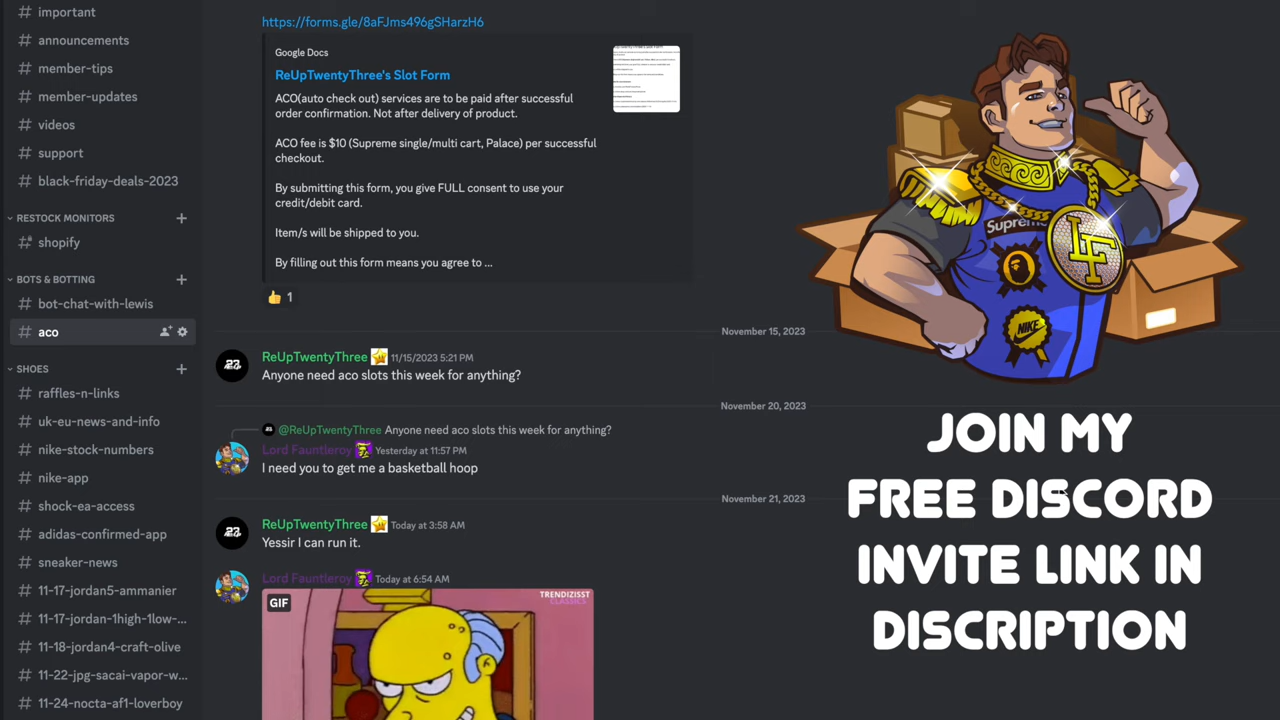 important
announcements
member-chat
videos
support
black-friday-deals-2023
RESTOCK MONITORS
shopify
BOTS & BOTTING
bot-chat-with-lewis
aco
SHOES
raffles-n-links
uk-eu-news-and-info
nike-stock-numbers
nike-app
shock-ea-access
adidas-confirmed-app
sneaker-news
11-17-jordan5-ammanier
11-17-jordan-1high-1low-...
11-18-jordan4-craft-olive
11-22-jpg-sacai-vapor-w...
11-24-nocta-af1-loverboy
https://forms.gle/8aFJms496gSHarzH6
Google Docs
ReUpTwentyThree's Slot Form
ACO(auto checkout) services are to be paid after successful
order confirmation. Not after delivery of product.
ACO fee is $10 (Supreme single/multi cart, Palace) per successful
checkout.
By submitting this form, you give FULL consent to use your
credit/debit card.
Item/s will be shipped to you.
By filling out this form means you agree to ...
1
November 15, 2023
ReUpTwentyThree 11/15/2023 5:21 PM
Anyone need aco slots this week for anything?
November 20, 2023
@ReUpTwentyThree Anyone need aco slots this week for anything?
Lord Fauntleroy Yesterday at 11:57 PM
I need you to get me a basketball hoop
November 21, 2023
ReUpTwentyThree Today at 3:58 AM
Yessir I can run it.
Lord Fauntleroy Today at 6:54 AM
GIF
TRENDIZISST
CLASSICS
Supreme
LF
NIKE
JOIN MY
FREE DISCORD
INVITE LINK IN
DISCRIPTION